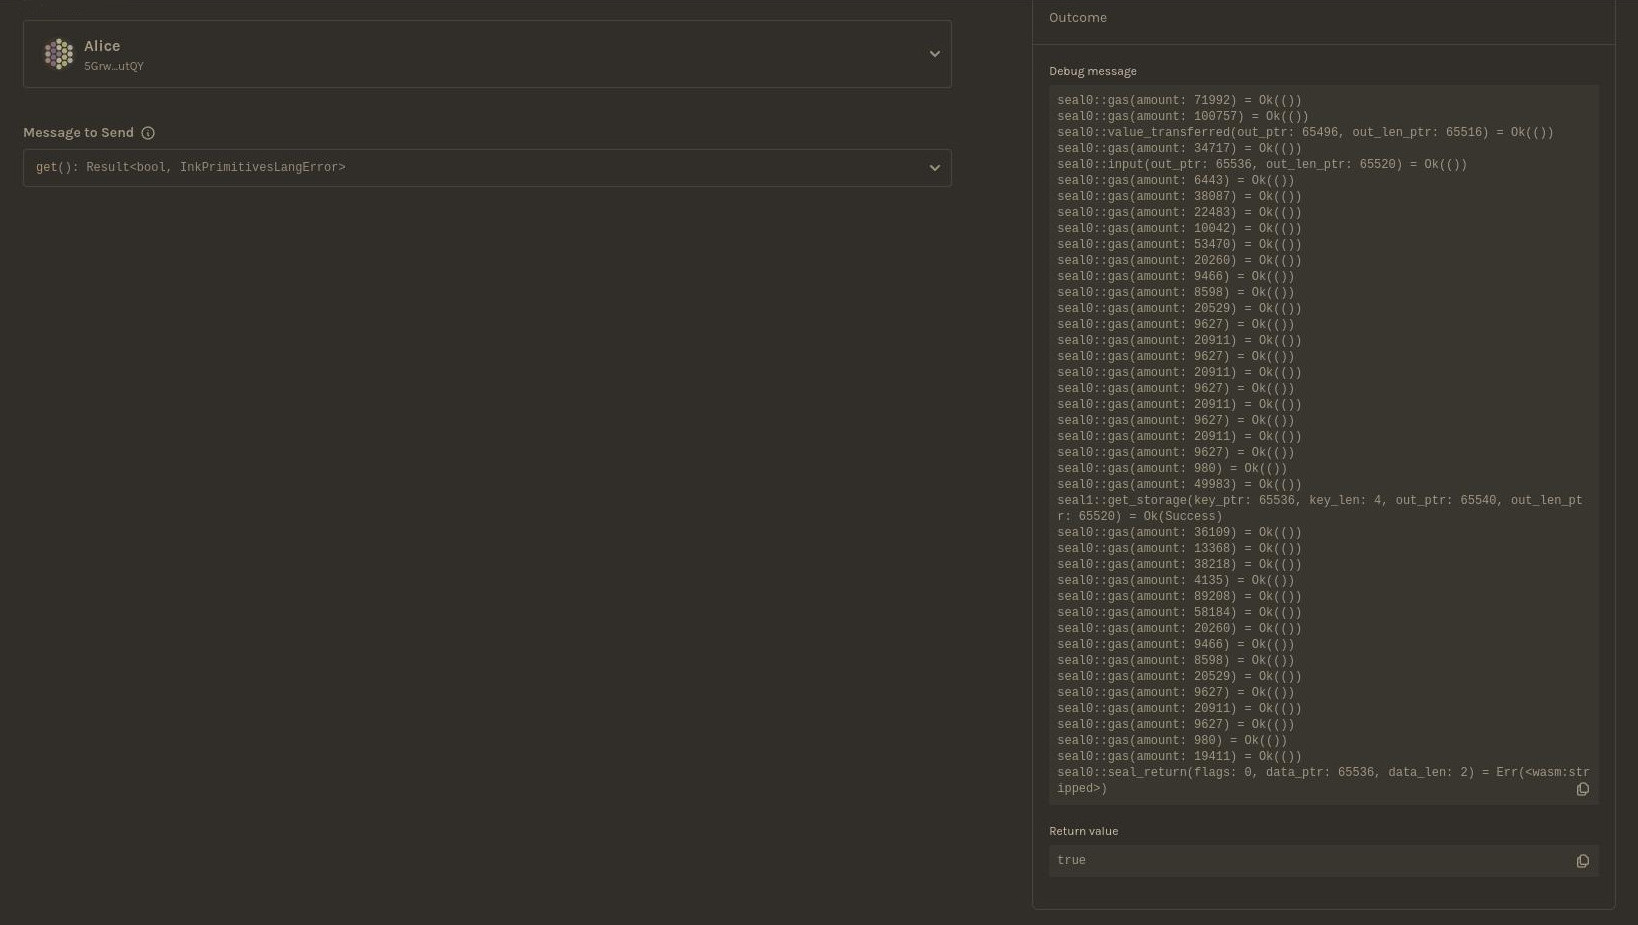 Alice
5Grw...utQY
Message to Send
get(): Result<bool, InkPrimitivesLangError>
Outcome
Debug message
seal0::gas(amount: 71992) = Ok(())
seal0::gas(amount: 100757) = Ok(())
seal0::value_transferred(out_ptr: 65496, out_len_ptr: 65516) = Ok(())
seal0::gas(amount: 34717) = Ok(())
seal0::input(out_ptr: 65536, out_len_ptr: 65520) = Ok(())
seal0::gas(amount: 6443) = Ok(())
seal0::gas(amount: 38087) = Ok(())
seal0::gas(amount: 22483) = Ok(())
seal0::gas(amount: 10042) = Ok(())
seal0::gas(amount: 53470) = Ok(())
seal0::gas(amount: 20260) = Ok(())
seal0::gas(amount: 9466) = Ok(())
seal0::gas(amount: 8598) = Ok(())
seal0::gas(amount: 20529) = Ok(())
seal0::gas(amount: 9627) = Ok(())
seal0::gas(amount: 20911) = Ok(())
seal0::gas(amount: 9627) = Ok(())
seal0::gas(amount: 20911) = Ok(())
seal0::gas(amount: 9627) = Ok(())
seal0::gas(amount: 20911) = Ok(())
seal0::gas(amount: 9627) = Ok(())
seal0::gas(amount: 20911) = Ok(())
seal0::gas(amount: 9627) = Ok(())
seal0::gas(amount: 980) = Ok(())
seal0::gas(amount: 49983) = Ok(())
seal1::get_storage(key_ptr: 65536, key_len: 4, out_ptr: 65540, out_len_pt
r: 65520) = Ok(Success)
seal0::gas(amount: 36109) = Ok(())
seal0::gas(amount: 13368) = Ok(())
seal0::gas(amount: 38218) = Ok(())
seal0::gas(amount: 4135) = Ok(())
seal0::gas(amount: 89208) = Ok(())
seal0::gas(amount: 58184) = Ok(())
seal0::gas(amount: 20260) = Ok(())
seal0::gas(amount: 9466) = Ok(())
seal0::gas(amount: 8598) = Ok(())
seal0::gas(amount: 20529) = Ok(())
seal0::gas(amount: 9627) = Ok(())
seal0::gas(amount: 20911) = Ok(())
seal0::gas(amount: 9627) = Ok(())
seal0::gas(amount: 980) = Ok(())
seal0::gas(amount: 19411) = Ok(())
seal0::seal_return(flags: 0, data_ptr: 65536, data_len: 2) = Err(<wasm:str
ipped>)
Return value
true